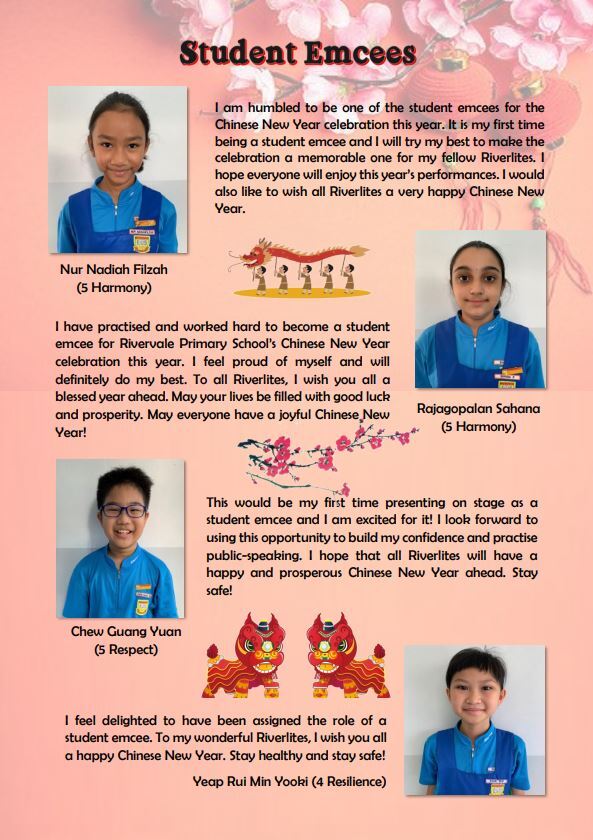 Student Emcees
I am humbled to be one of the student emcees for the
Chinese New Year celebration this year. It is my first time
being a student emcee and I will try my best to make the
celebration a memorable one for my fellow Riverlites. I
hope everyone will enjoy this year's performances. I would
also like to wish all Riverlites a very happy Chinese New
Year.
Nur Nadiah Filzah
(5 Harmony)
I have practised and worked hard to become a student
emcee for Rivervale Primary School's Chinese New Year
celebration this year. I feel proud of myself and will
definitely do my best. To all Riverlites, I wish you all a
blessed year ahead. May your lives be filled with good luck
and prosperity. May everyone have a joyful Chinese New
Year!
Rajagopalan Sahana
(5 Harmony)
This would be my first time presenting on stage as a
student emcee and I am excited for it! I look forward to
using this opportunity to build my confidence and practise
public-speaking. I hope that all Riverlites will have a
happy and prosperous Chinese New Year ahead. Stay
safe!
Chew Guang Yuan
(5 Respect)
I feel delighted to have been assigned the role of a
student emcee. To my wonderful Riverlites, I wish you all
a happy Chinese New Year. Stay healthy and stay safe!
Yeap Rui Min Yooki (4 Resilience)